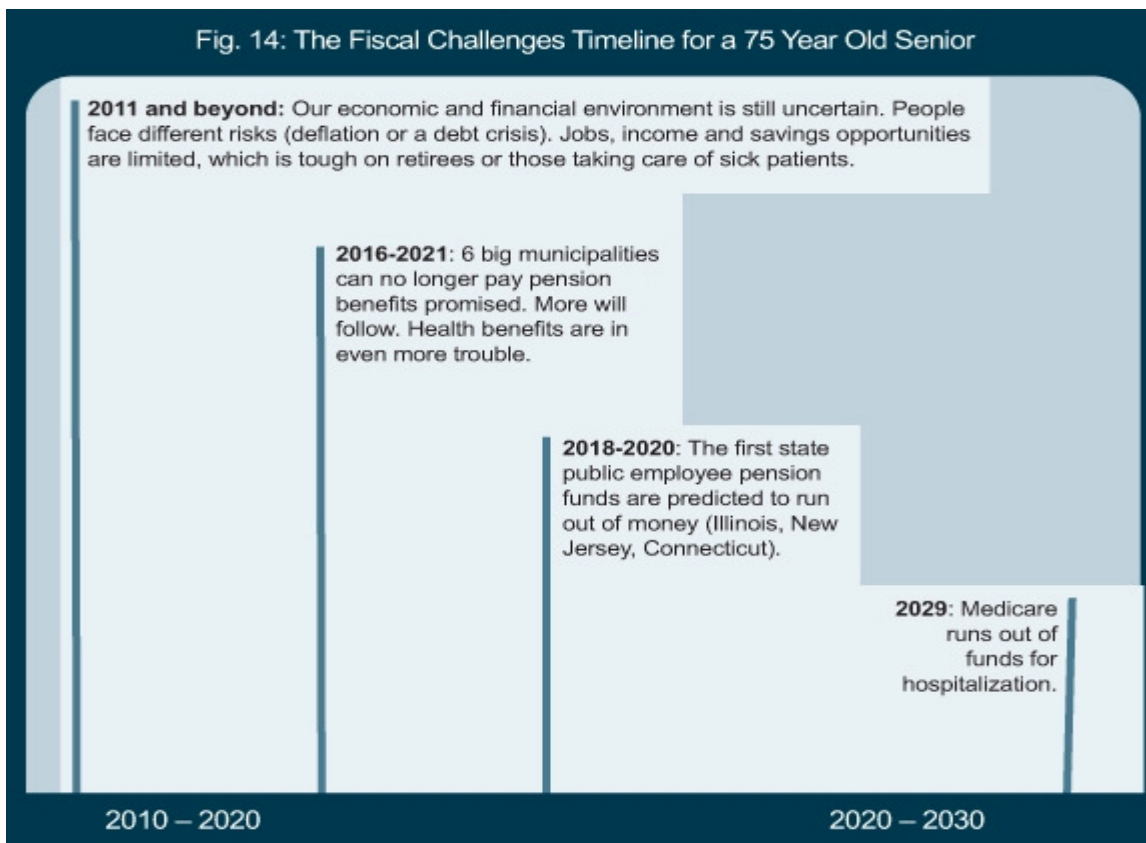 Fig. 14: The Fiscal Challenges Timeline for a 75 Year Old Senior
2011 and beyond: Our economic and financial environment is still uncertain. People
face different risks (deflation or a debt crisis). Jobs, income and savings opportunities
are limited, which is tough on retirees or those taking care of sick patients.
2016-2021: 6 big municipalities
can no longer pay pension
benefits promised. More will
follow. Health benefits are in
even more trouble.
2018-2020: The first state
public employee pension
funds are predicted to run
out of money (Illinois, New
Jersey, Connecticut).
2029: Medicare
runs out of
funds for
hospitalization.
2010 – 2020
2020 – 2030